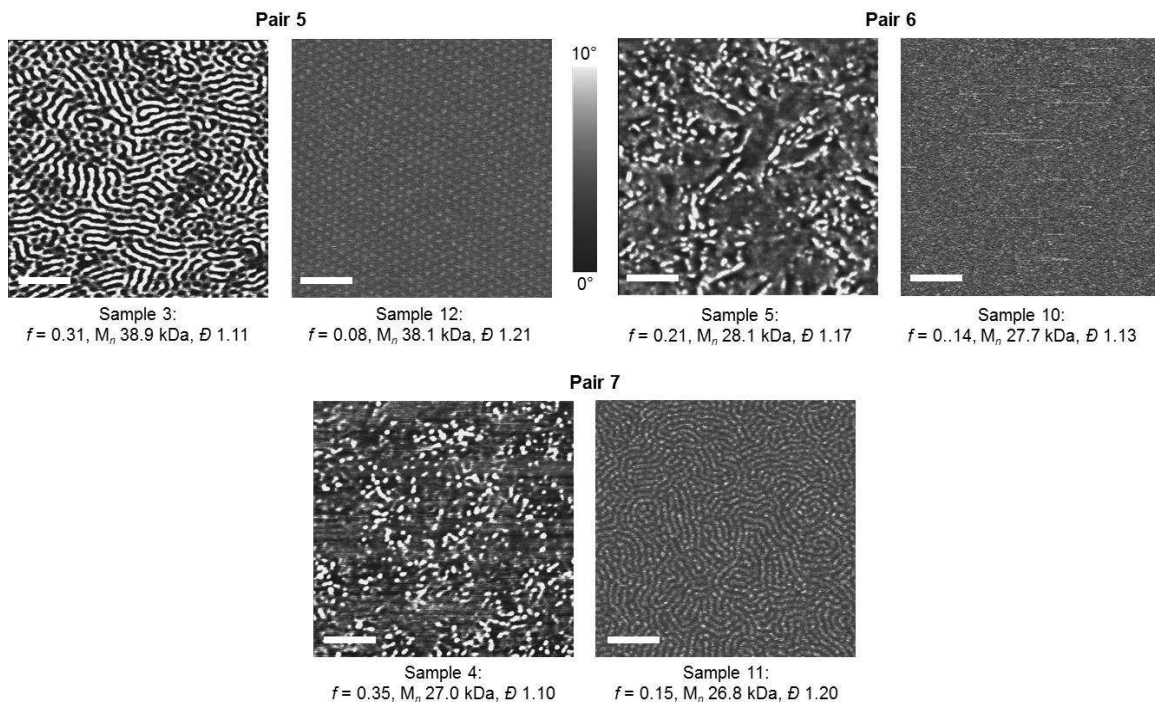 Pair 5
Pair 6
10°
0°
Sample 3:
f = 0.31, Mn 38.9 kDa, Đ 1.11
Sample 12:
f = 0.08, Mn 38.1 kDa, Đ 1.21
Sample 5:
f = 0.21, Mn 28.1 kDa, Đ 1.17
Sample 10:
f = 0..14, Mn 27.7 kDa, Đ 1.13
Pair 7
Sample 4:
f = 0.35, Mn 27.0 kDa, Đ 1.10
Sample 11:
f = 0.15, Mn 26.8 kDa, Đ 1.20